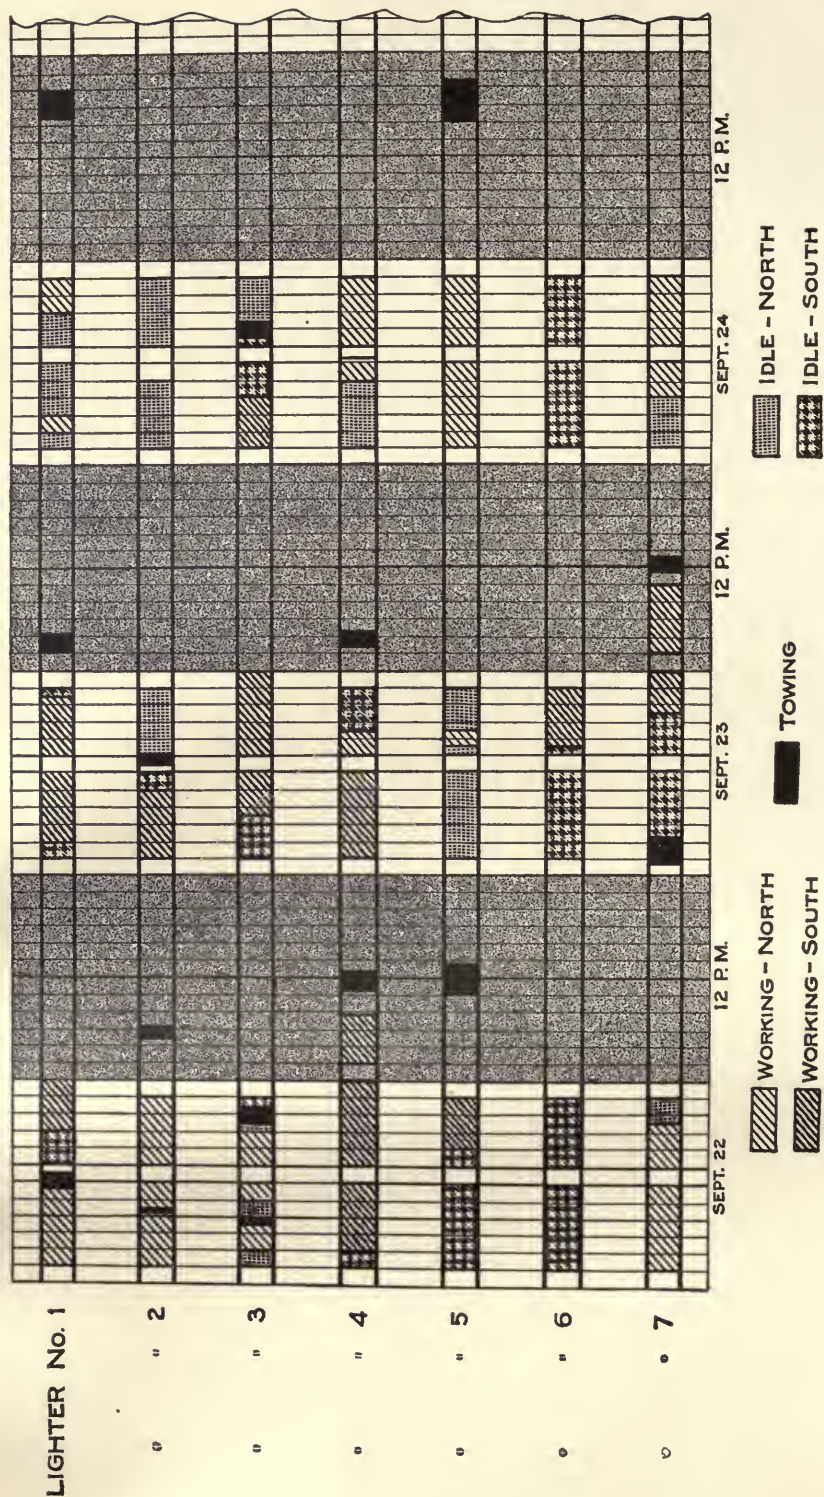 LIGHTER No. 1
" " 2
" " 3
" " 4
" " 5
" " 6
" " 7
SEPT. 22
12 P.M.
SEPT. 23
12 P.M.
SEPT. 24
12 P.M.
WORKING-NORTH
WORKING-SOUTH
TOWING
IDLE-NORTH
IDLE-SOUTH